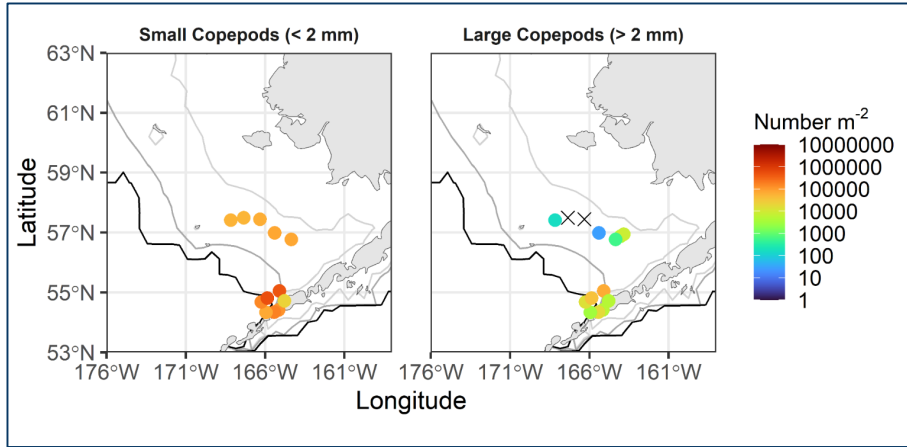 Small Copepods (< 2 mm)
Large Copepods (> 2 mm)
63°N
61°N
59°N
57°N
55°N
53°N
Latitude
176°W 171°W 166°W 161°W
176°W 171°W 166°W 161°W
Longitude
Number m⁻²
10000000
1000000
100000
10000
1000
100
10
1